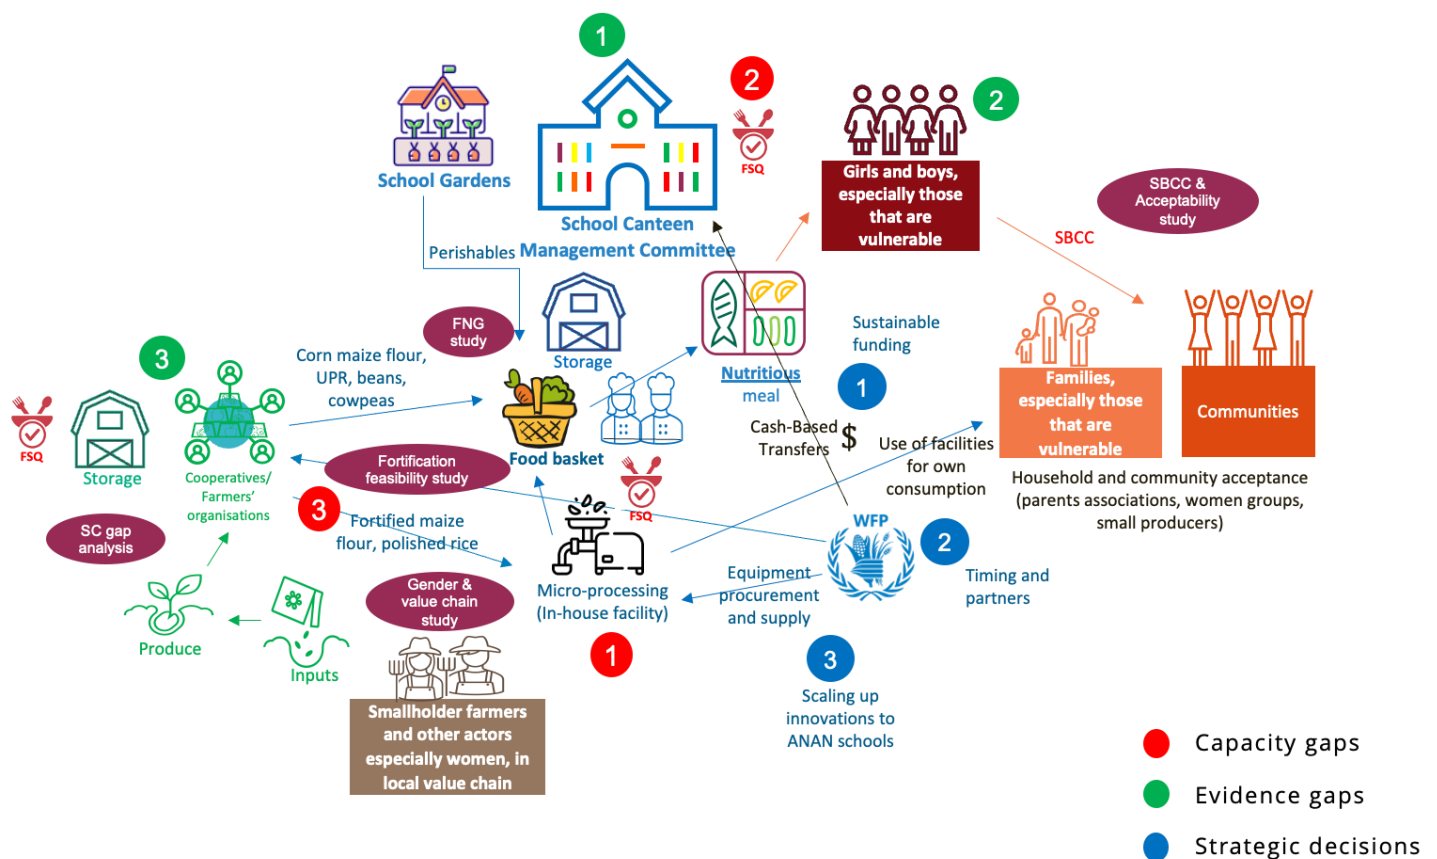 1
2
FSQ
2
School Gardens
School Canteen
Management Committee
Girls and boys,
especially those
that are
vulnerable
SBCC &
Acceptability
study
SBCC
Perishables
FNG
study
Storage
Nutritious
meal
Sustainable
funding
1
3
Corn maize flour,
UPR, beans,
cowpeas
FSQ
Storage
Cooperatives/
Farmers'
organisations
Food basket
Cash-Based
Transfers
$
Use of facilities
for own
consumption
Families,
especially those
that are
vulnerable
Communities
Household and community acceptance
(parents associations, women groups,
small producers)
Fortification
feasibility study
FSQ
SC gap
analysis
3
Fortified maize
flour, polished rice
WFP
2
Timing and
partners
Gender &
value chain
study
Micro-processing
(In-house facility)
Equipment
procurement
and supply
Produce
Inputs
1
3
Scaling up
innovations to
ANAN schools
Smallholder farmers
and other actors
especially women, in
local value chain
Capacity gaps
Evidence gaps
Strategic decisions